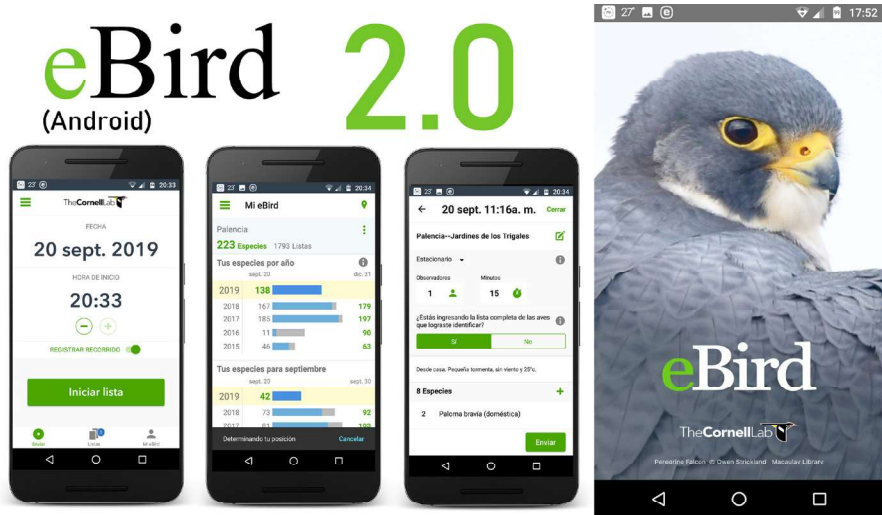 eBird 2.0
(Android)
23° 20:33
TheCornellLab
FECHA
20 sept. 2019
HORA DE INICIO
20:33
REGISTRAR RECORRIDO
Iniciar lista
Listas
Mi eBird
23° 20:34
Mi eBird
Palencia
223 Especies 1793 Listas
Tus especies por año
sept. 20 dic. 31
2019 138
2018 167 179
2017 185 197
2016 11 90
2015 46 63
Tus especies para septiembre
sept. 20 sept. 30
2019 42
2018 73 92
Determinando tu posición Cancelar
23° 20:34
20 sept. 11:16a. m. Cerrar
Palencia--Jardines de los Trigales
Estacionario
Observadores Minutos
1 15
¿Estás ingresando la lista completa de las aves
que lograste identificar?
Sí No
Desde casa. Pequeña tormenta, sin viento y 25°c.
8 Especies +
2 Paloma bravía (doméstica)
Enviar
27° 17:52
eBird
TheCornellLab
Peregrine Falcon © Owen Strickland Macaulay Library